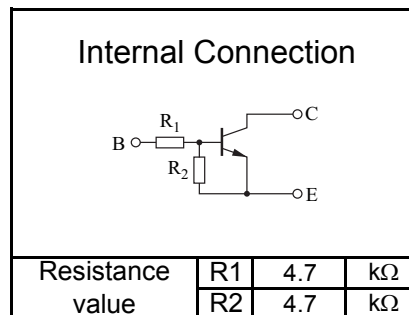 Internal Connection
C
R1
B
R2
E
Resistance value R1 4.7 kΩ
R2 4.7 kΩ